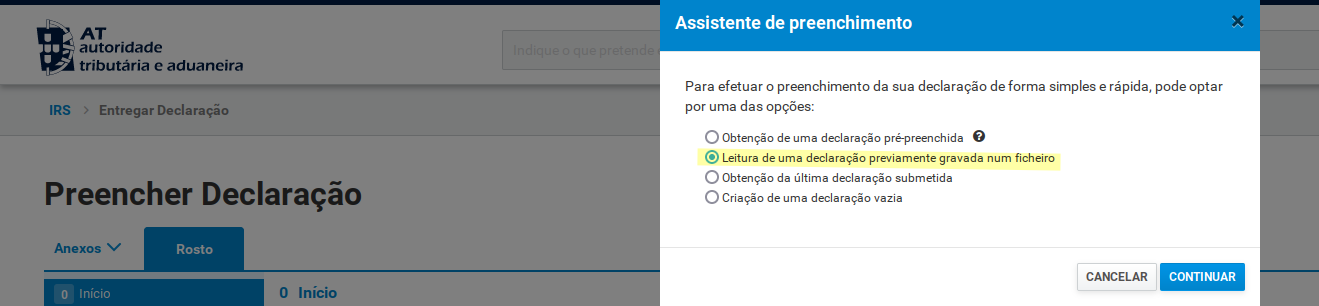 AT
autoridade
tributária e aduaneira
Indique o que pretende
IRS > Entregar Declaração
Preencher Declaração
Anexos
Rosto
0 Início
0 Início
Assistente de preenchimento
×
Para efetuar o preenchimento da sua declaração de forma simples e rápida, pode optar
por uma das opções:
Obtenção de uma declaração pré-preenchida ?
Leitura de uma declaração previamente gravada num ficheiro
Obtenção da última declaração submetida
Criação de uma declaração vazia
CANCELAR
CONTINUAR